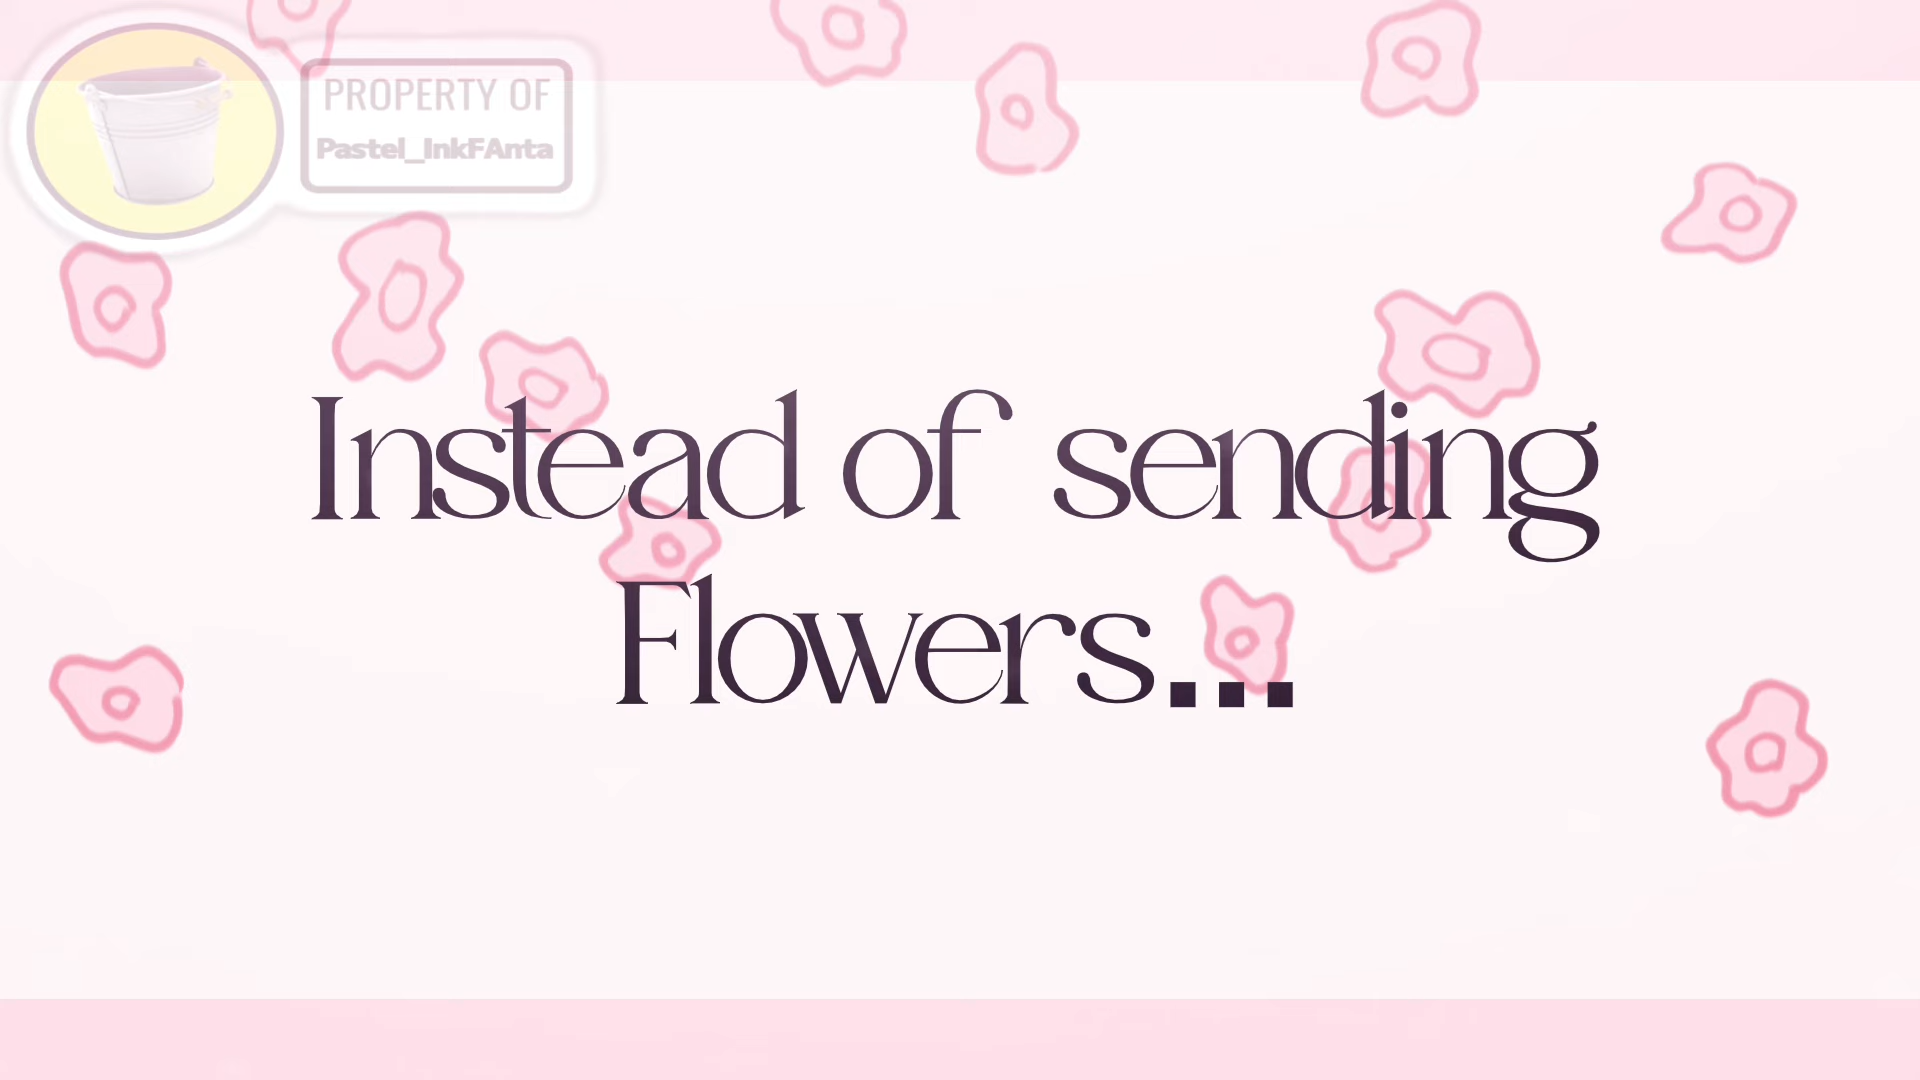 PROPERTY OF
Pastel_InkFAnta
Instead of sending
Flowers...